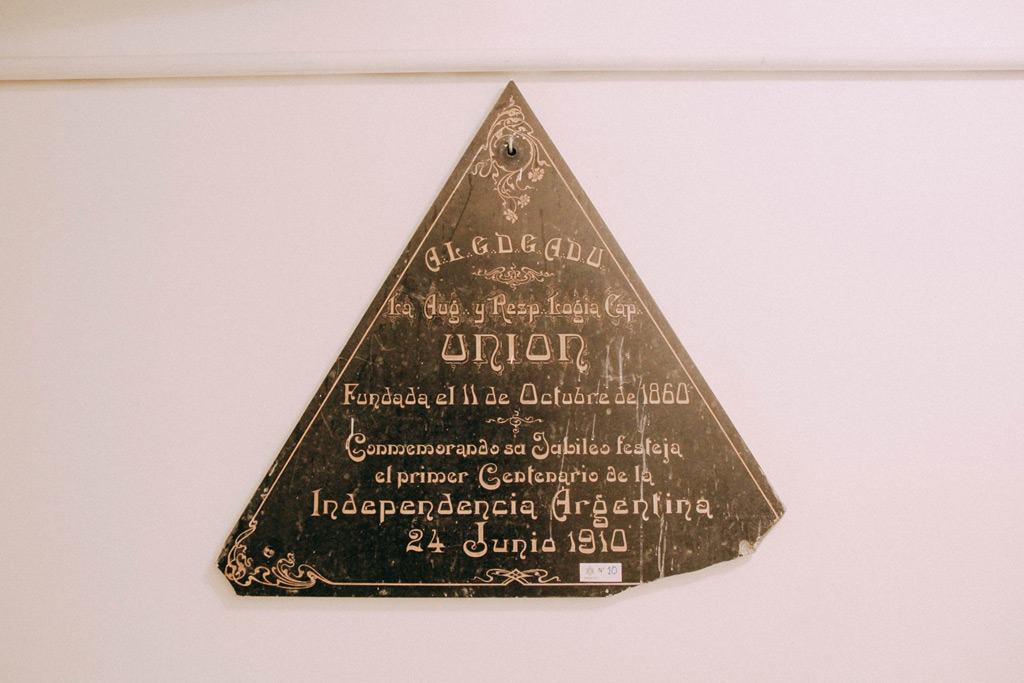 A.L.G.D.G.A.D.U.
La Aug. y Resp. Logia Cap.
UNION
Fundada el 11 de Octubre de 1860
Conmemorando su Jubileo festeja
el primer Centenario de la
Independencia Argentina
24 Junio 1910
N° 10